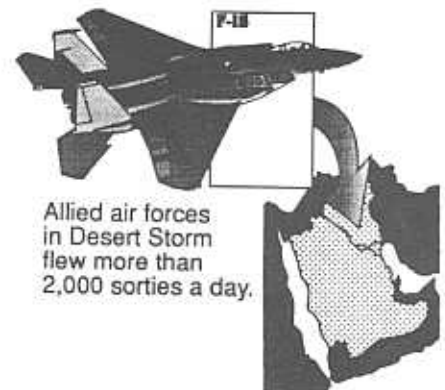 F-15
Allied air forces
in Desert Storm
flew more than
2,000 sorties a day.